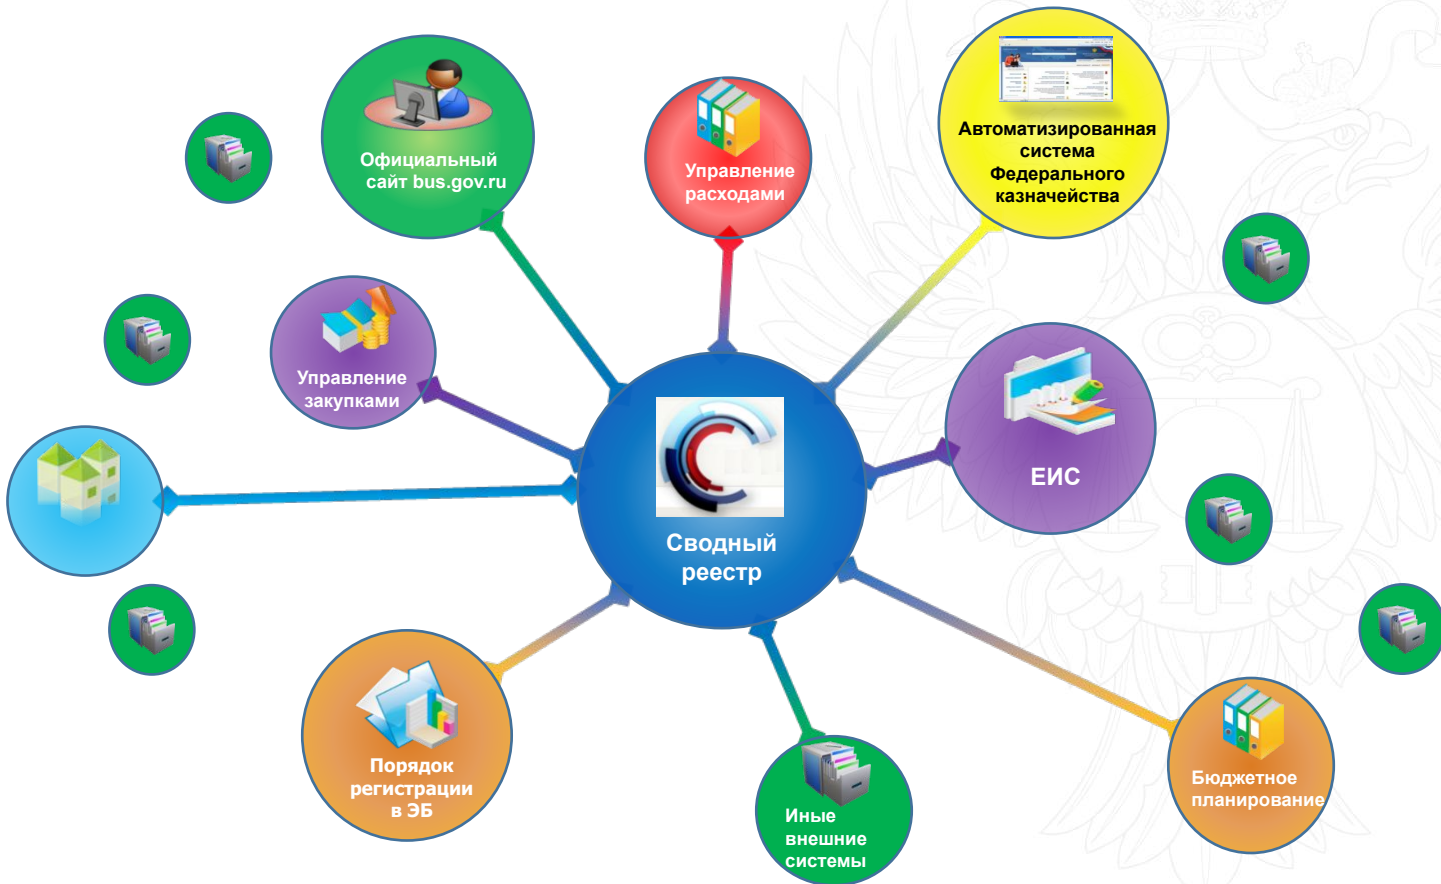 Официальный
сайт bus.gov.ru
Управление
расходами
Автоматизированная
система
Федерального
казначейства
Управление
закупками
ЕИС
Сводный
реестр
Порядок
регистрации
в ЭБ
Иные
внешние
системы
Бюджетное
планирование